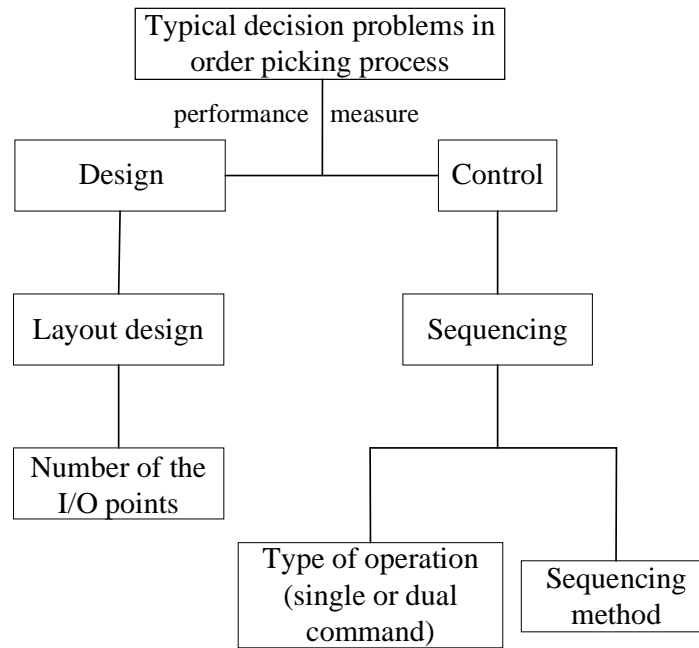 Typical decision problems in
order picking process
performance measure
Design
Control
Layout design
Sequencing
Number of the
I/O points
Type of operation
(single or dual
command)
Sequencing
method